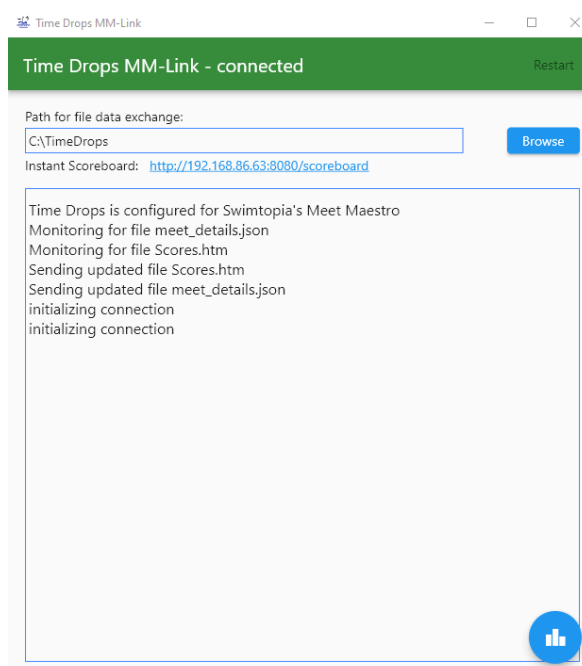 Time Drops MM-Link
Time Drops MM-Link - connected
Restart
Path for file data exchange:
C:\TimeDrops
Browse
Instant Scoreboard: http://192.168.86.63:8080/scoreboard
Time Drops is configured for Swimtopia's Meet Maestro
Monitoring for file meet_details.json
Monitoring for file Scores.htm
Sending updated file Scores.htm
Sending updated file meet_details.json
initializing connection
initializing connection